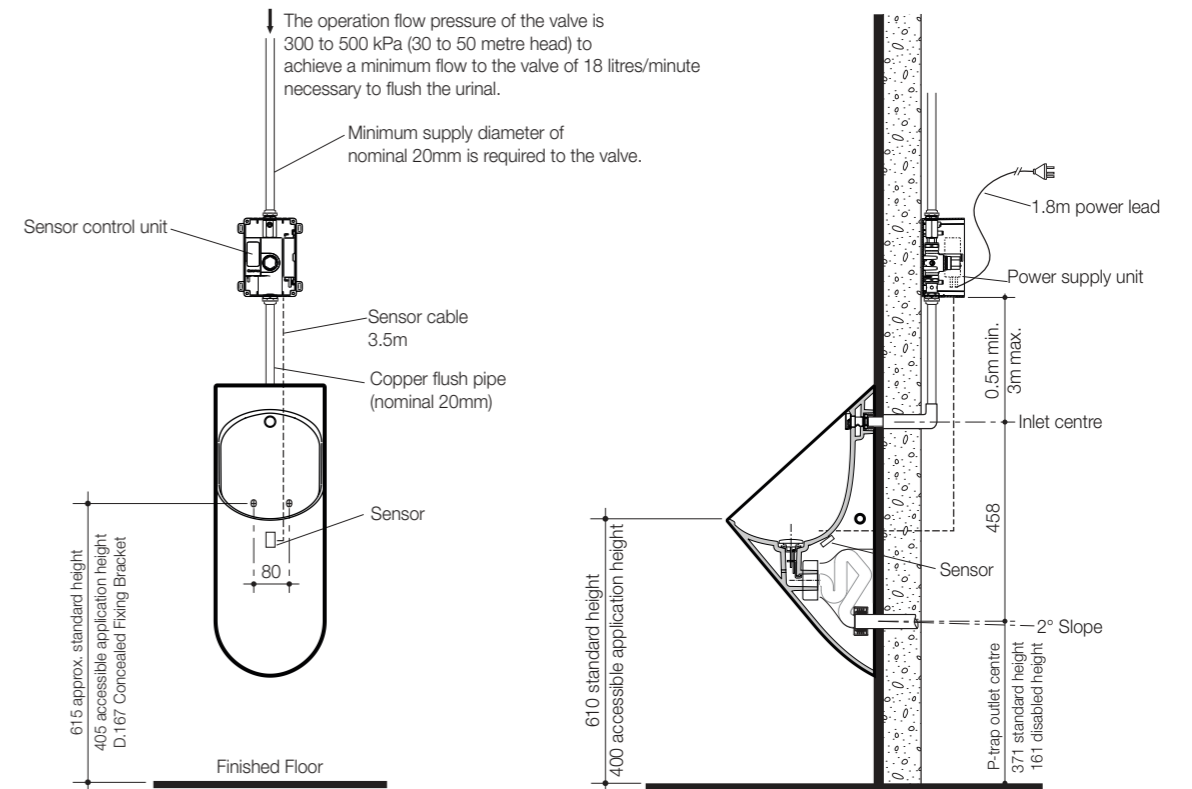 The operation flow pressure of the valve is
300 to 500 kPa (30 to 50 metre head) to
achieve a minimum flow to the valve of 18 litres/minute
necessary to flush the urinal.
Minimum supply diameter of
nominal 20mm is required to the valve.
Sensor control unit
Sensor cable
3.5m
Copper flush pipe
(nominal 20mm)
Sensor
80
615 approx. standard height
405 accessible application height
D.167 Concealed Fixing Bracket
Finished Floor
1.8m power lead
Power supply unit
0.5m min.
3m max.
Inlet centre
458
Sensor
2° Slope
610 standard height
400 accessible application height
P-trap outlet centre
371 standard height
161 disabled height